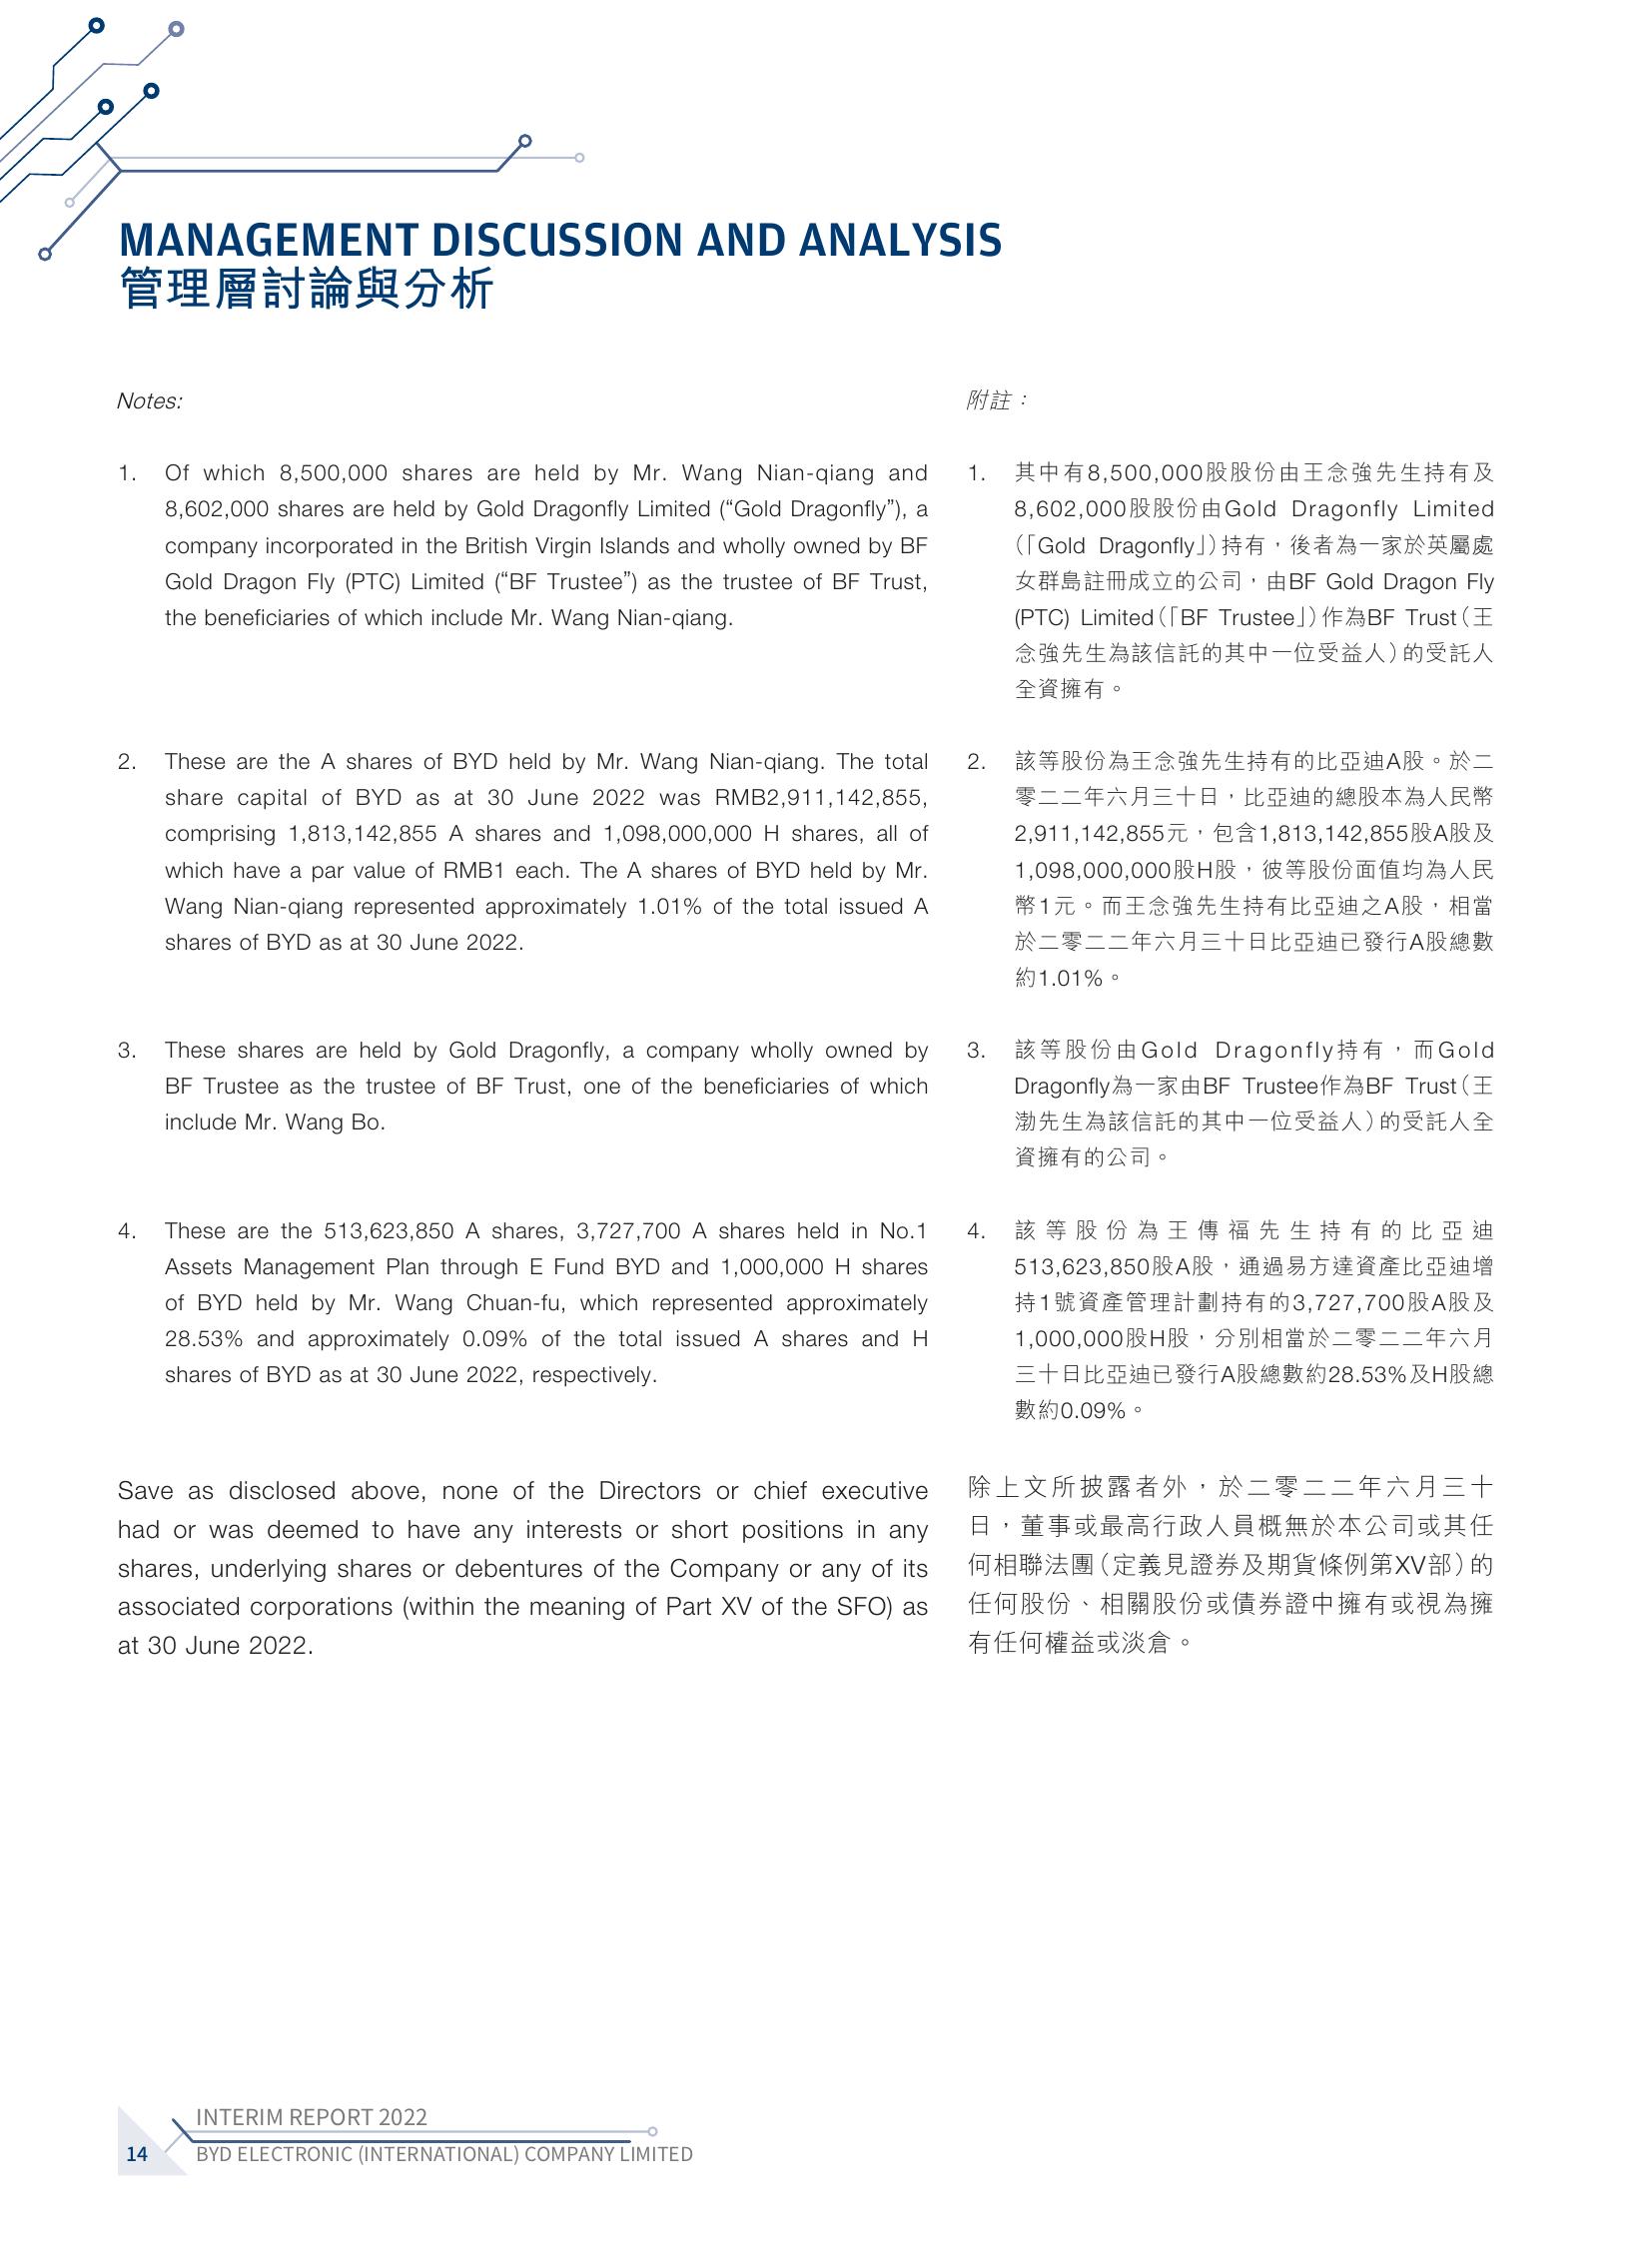 MANAGEMENT DISCUSSION AND ANALYSIS
管理層討論與分析
Notes:
1. Of which 8,500,000 shares are held by Mr. Wang Nian-qiang and
8,602,000 shares are held by Gold Dragonfly Limited (“Gold Dragonfly”), a
company incorporated in the British Virgin Islands and wholly owned by BF
Gold Dragon Fly (PTC) Limited (“BF Trustee”) as the trustee of BF Trust,
the beneficiaries of which include Mr. Wang Nian-qiang.
2. These are the A shares of BYD held by Mr. Wang Nian-qiang. The total
share capital of BYD as at 30 June 2022 was RMB2,911,142,855,
comprising 1,813,142,855 A shares and 1,098,000,000 H shares, all of
which have a par value of RMB1 each. The A shares of BYD held by Mr.
Wang Nian-qiang represented approximately 1.01% of the total issued A
shares of BYD as at 30 June 2022.
3. These shares are held by Gold Dragonfly, a company wholly owned by
BF Trustee as the trustee of BF Trust, one of the beneficiaries of which
include Mr. Wang Bo.
4. These are the 513,623,850 A shares, 3,727,700 A shares held in No.1
Assets Management Plan through E Fund BYD and 1,000,000 H shares
of BYD held by Mr. Wang Chuan-fu, which represented approximately
28.53% and approximately 0.09% of the total issued A shares and H
shares of BYD as at 30 June 2022, respectively.
Save as disclosed above, none of the Directors or chief executive
had or was deemed to have any interests or short positions in any
shares, underlying shares or debentures of the Company or any of its
associated corporations (within the meaning of Part XV of the SFO) as
at 30 June 2022.
附註：
1. 其中有8,500,000股股份由王念強先生持有及
8,602,000股股份由Gold Dragonfly Limited
（「Gold Dragonfly」）持有，後者為一家於英屬處
女群島註冊成立的公司，由BF Gold Dragon Fly
(PTC) Limited（「BF Trustee」）作為BF Trust（王
念強先生為該信託的其中一位受益人）的受託人
全資擁有。
2. 該等股份為王念強先生持有的比亞迪A股。於二
零二二年六月三十日，比亞迪的總股本為人民幣
2,911,142,855元，包含1,813,142,855股A股及
1,098,000,000股H股，彼等股份面值均為人民
幣1元。而王念強先生持有比亞迪之A股，相當
於二零二二年六月三十日比亞迪已發行A股總數
約1.01%。
3. 該等股份由Gold Dragonfly持有，而Gold
Dragonfly為一家由BF Trustee作為BF Trust（王
渤先生為該信託的其中一位受益人）的受託人全
資擁有的公司。
4. 該等股份為王傳福先生持有的比亞迪
513,623,850股A股，通過易方達資產比亞迪增
持1號資產管理計劃持有的3,727,700股A股及
1,000,000股H股，分別相當於二零二二年六月
三十日比亞迪已發行A股總數約28.53%及H股總
數約0.09%。
除上文所披露者外，於二零二二年六月三十
日，董事或最高行政人員概無於本公司或其任
何相聯法團（定義見證券及期貨條例第XV部）的
任何股份、相關股份或債券證中擁有或視為擁
有任何權益或淡倉。
INTERIM REPORT 2022
14 BYD ELECTRONIC (INTERNATIONAL) COMPANY LIMITED